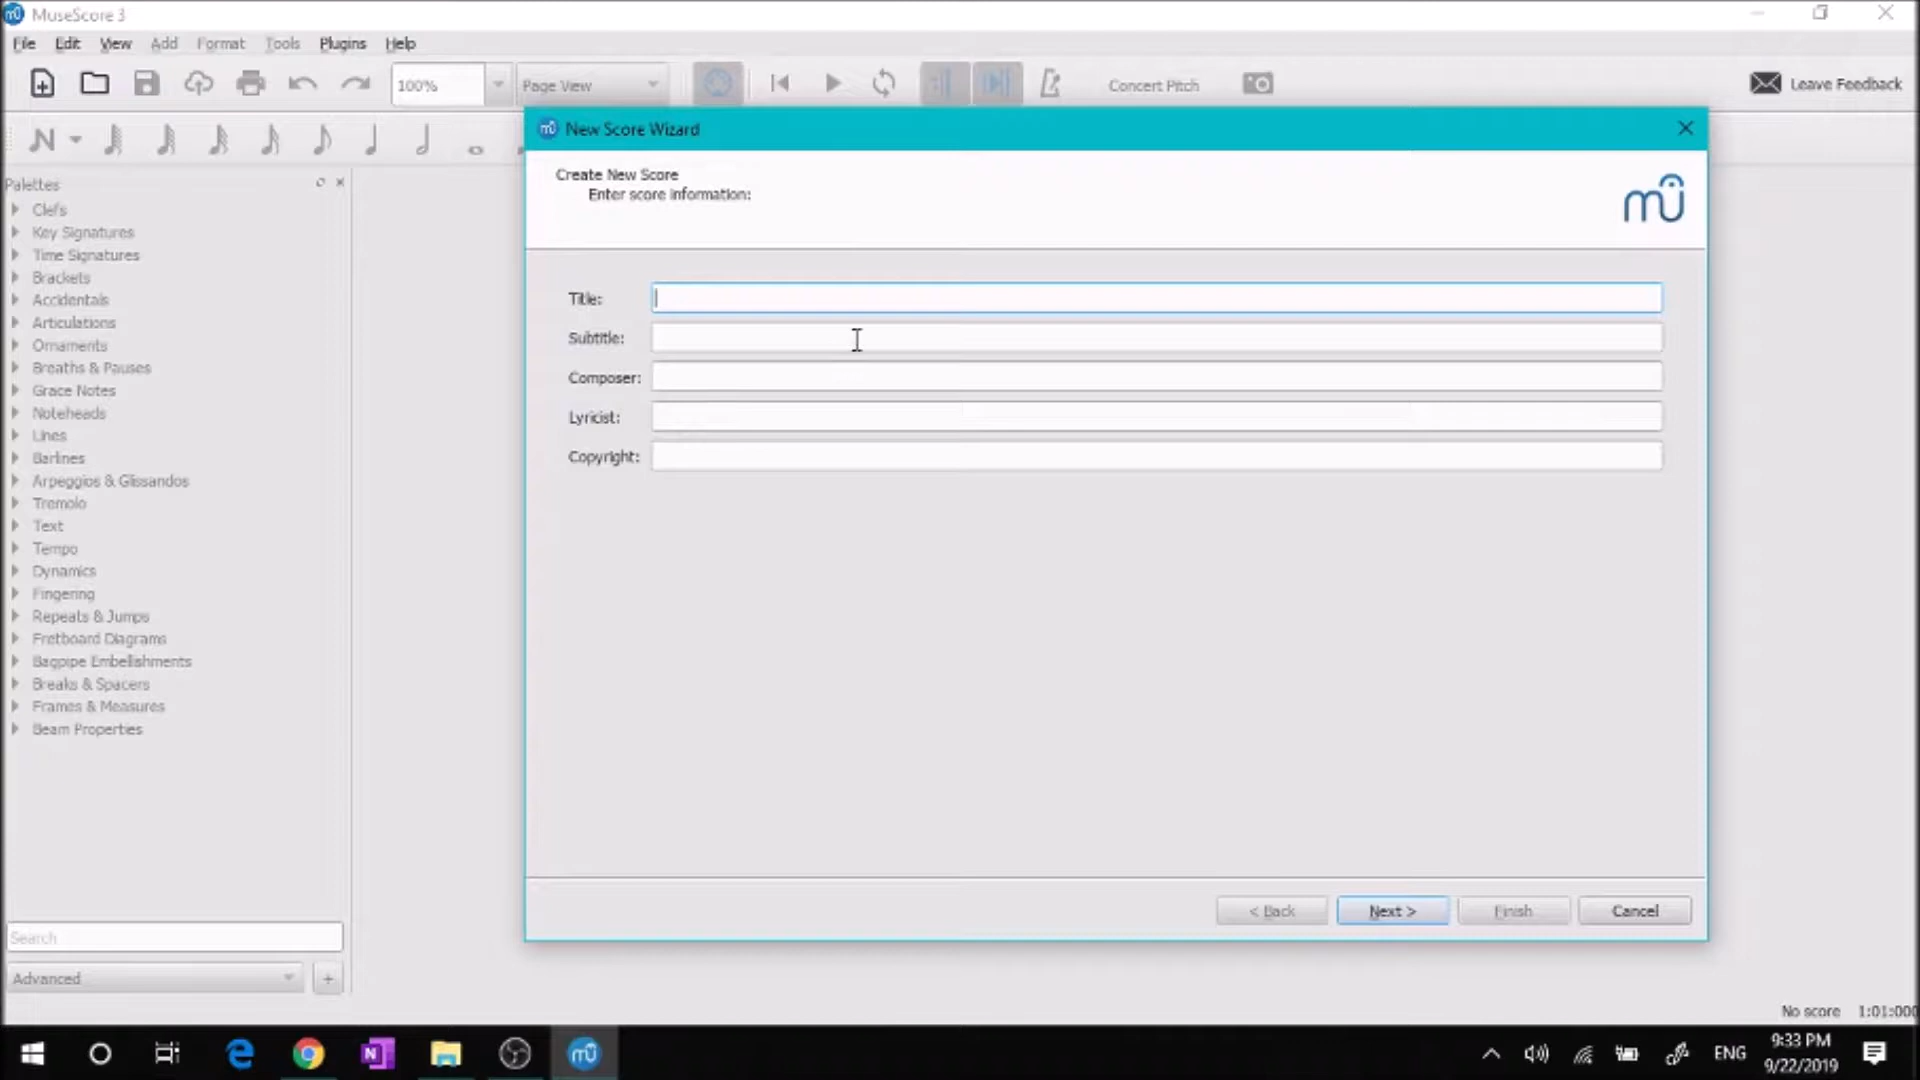 MuseScore 3
File Edit View Add Format Tools Plugins Help
100% Page View Concert Pitch Leave Feedback
New Score Wizard
Create New Score
Enter score information:
Palettes
Clefs
Key Signatures
Time Signatures
Brackets
Accidentals
Articulations
Ornaments
Breaths & Pauses
Grace Notes
Noteheads
Lines
Barlines
Arpeggios & Glissandos
Tremolo
Text
Tempo
Dynamics
Fingering
Repeats & Jumps
Fretboard Diagrams
Bagpipe Embellishments
Breaks & Spacers
Frames & Measures
Beam Properties
Title:
Subtitle:
Composer:
Lyricist:
Copyright:
< Back Next > Finish Cancel
Search
Advanced
No score 1:01:000
ENG
9:33 PM
9/22/2019